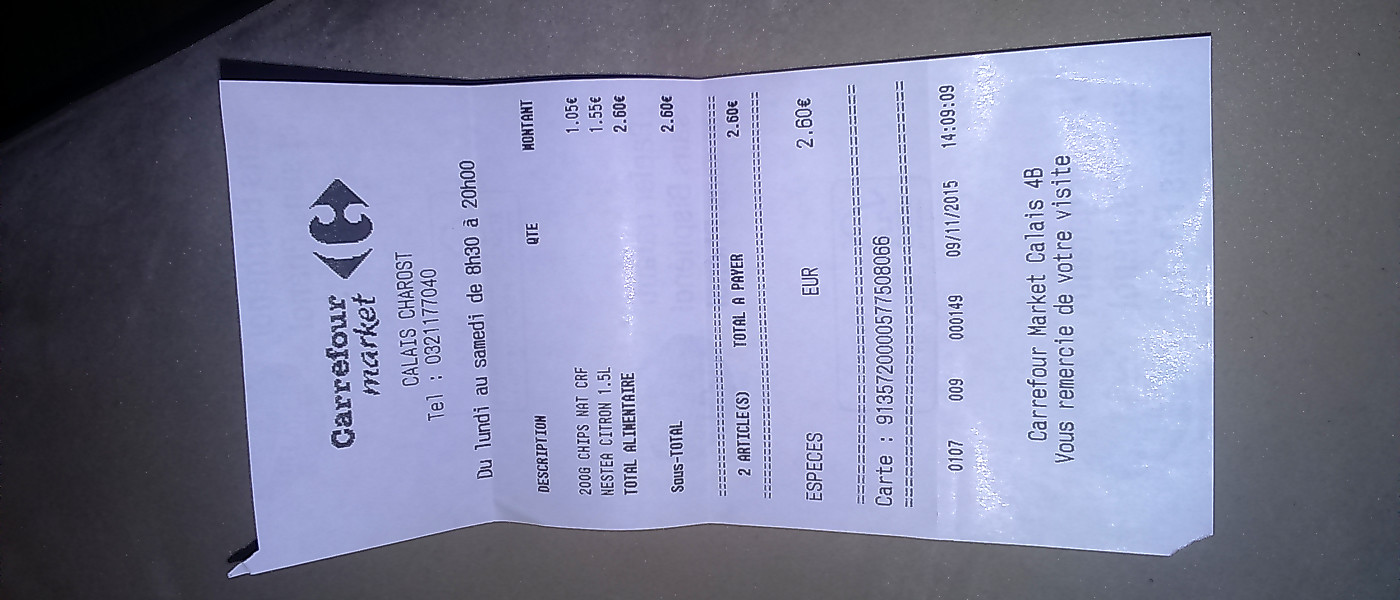 Carrefour
market
CALAIS CHAROST
Tel : 0321177040
Du lundi au samedi de 8h30 à 20h00
DESCRIPTION QTE MONTANT
200G CHIPS NAT CRF 1.05€
NESTEA CITRON 1.5L 1.55€
TOTAL ALIMENTAIRE 2.60€
Sous-TOTAL 2.60€
========================================
2 ARTICLE(S) TOTAL A PAYER 2.60€
========================================
ESPECES EUR 2.60€
========================================
Carte : 9135720000577508066
========================================
0107 009 000149 09/11/2015 14:09:09
Carrefour Market Calais 4B
Vous remercie de votre visite